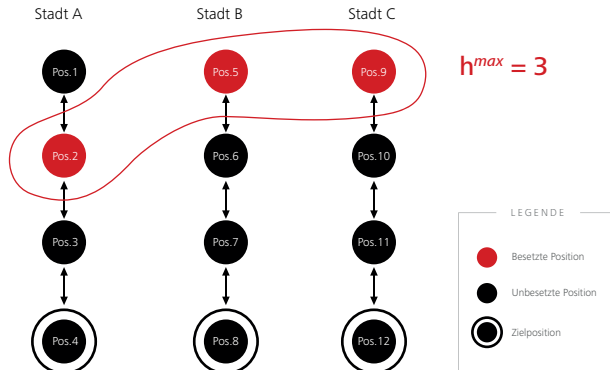 Stadt A Stadt B Stadt C
Pos.1 Pos.5 Pos.9
h^max = 3
Pos.2 Pos.6 Pos.10
Pos.3 Pos.7 Pos.11
Pos.4 Pos.8 Pos.12
LEGENDE
Besetzte Position
Unbesetzte Position
Zielposition